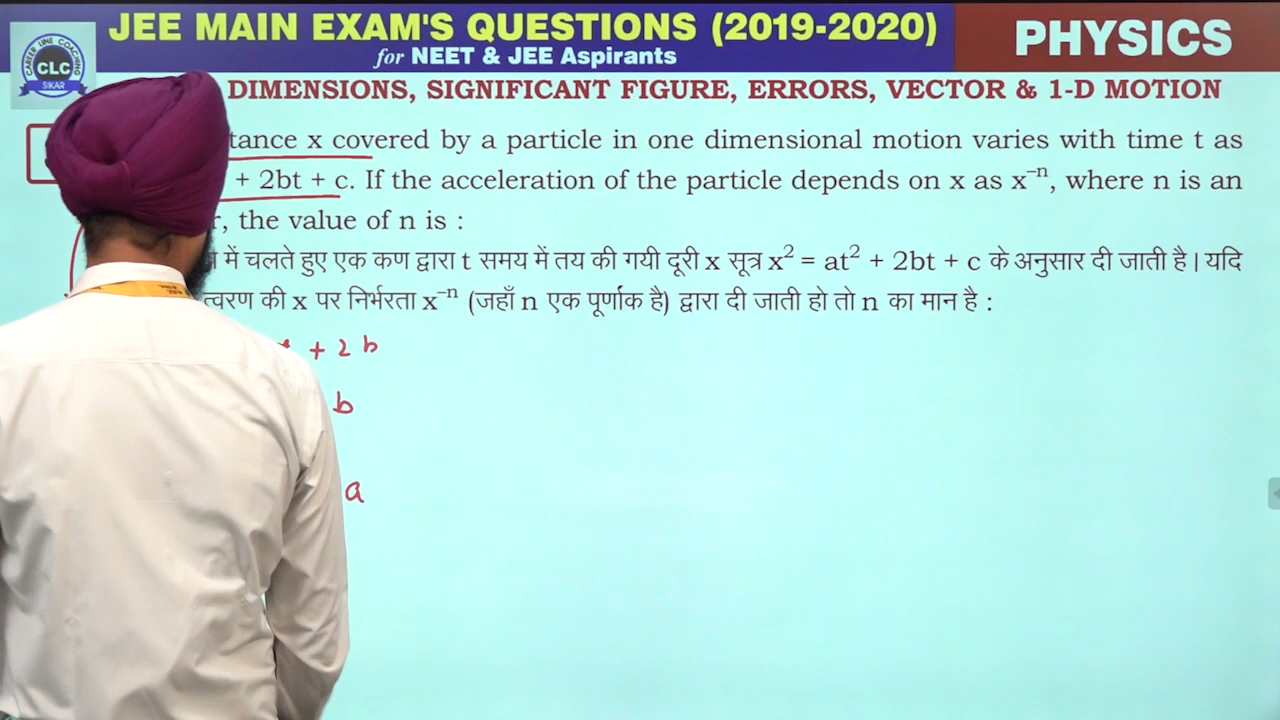 JEE MAIN EXAM'S QUESTIONS (2019-2020)
for NEET & JEE Aspirants
PHYSICS
CAREER LINE COACHING
CLC
SIKAR
DIMENSIONS, SIGNIFICANT FIGURE, ERRORS, VECTOR & 1-D MOTION
x covered by a particle in one dimensional motion varies with time t as
+ 2bt + c. If the acceleration of the particle depends on x as x⁻ⁿ, where n is an
the value of n is :
में चलते हुए एक कण द्वारा t समय में तय की गयी दूरी x सूत्र x² = at² + 2bt + c के अनुसार दी जाती है। यदि
की x पर निर्भरता x⁻ⁿ (जहाँ n एक पूर्णांक है) द्वारा दी जाती हो तो n का मान है :
+ 2 b
b
a